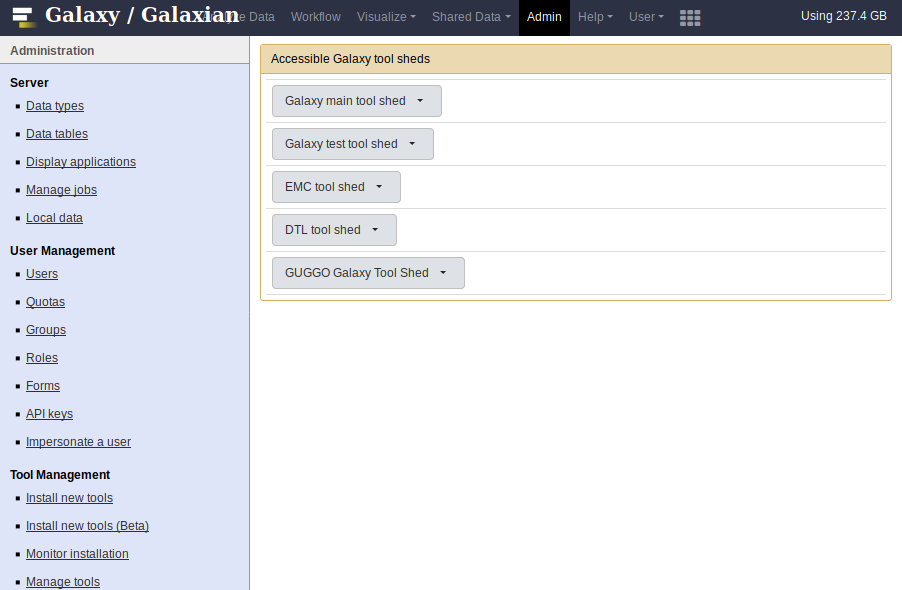 Galaxy / Galaxian
Data Workflow Visualize Shared Data Admin Help User Using 237.4 GB
Administration
Server
Data types
Data tables
Display applications
Manage jobs
Local data
User Management
Users
Quotas
Groups
Roles
Forms
API keys
Impersonate a user
Tool Management
Install new tools
Install new tools (Beta)
Monitor installation
Manage tools
Accessible Galaxy tool sheds
Galaxy main tool shed
Galaxy test tool shed
EMC tool shed
DTL tool shed
GUGGO Galaxy Tool Shed